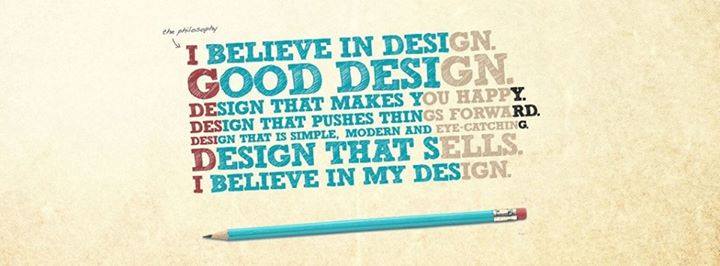 the philosophy
I BELIEVE IN DESIGN.
GOOD DESIGN.
DESIGN THAT MAKES YOU HAPPY.
DESIGN THAT PUSHES THINGS FORWARD.
DESIGN THAT IS SIMPLE, MODERN AND EYE-CATCHING.
DESIGN THAT SELLS.
I BELIEVE IN MY DESIGN.